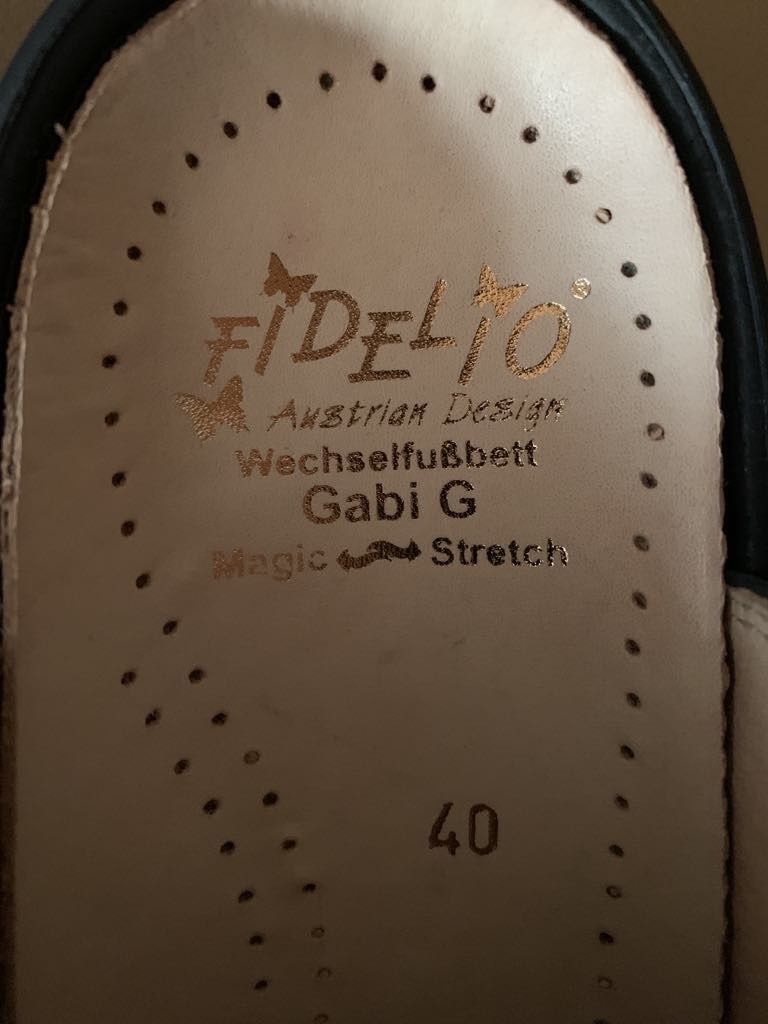 FIDELIO®
Austrian Design
Wechselfußbett
Gabi G
Magic Stretch
40